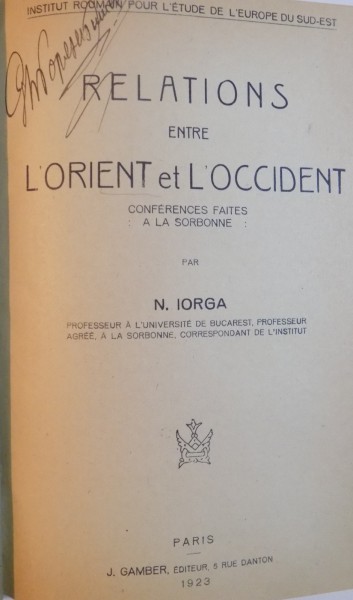 INSTITUT ROUMAIN POUR L'ÉTUDE DE L'EUROPE DU SUD-EST
RELATIONS
ENTRE
L'ORIENT et L'OCCIDENT
CONFÉRENCES FAITES
: A LA SORBONNE :
PAR
N. IORGA
PROFESSEUR À L'UNIVERSITÉ DE BUCAREST, PROFESSEUR
AGRÉÉ, À LA SORBONNE, CORRESPONDANT DE L'INSTITUT
PARIS
J. GAMBER, ÉDITEUR, 5 RUE DANTON
1923